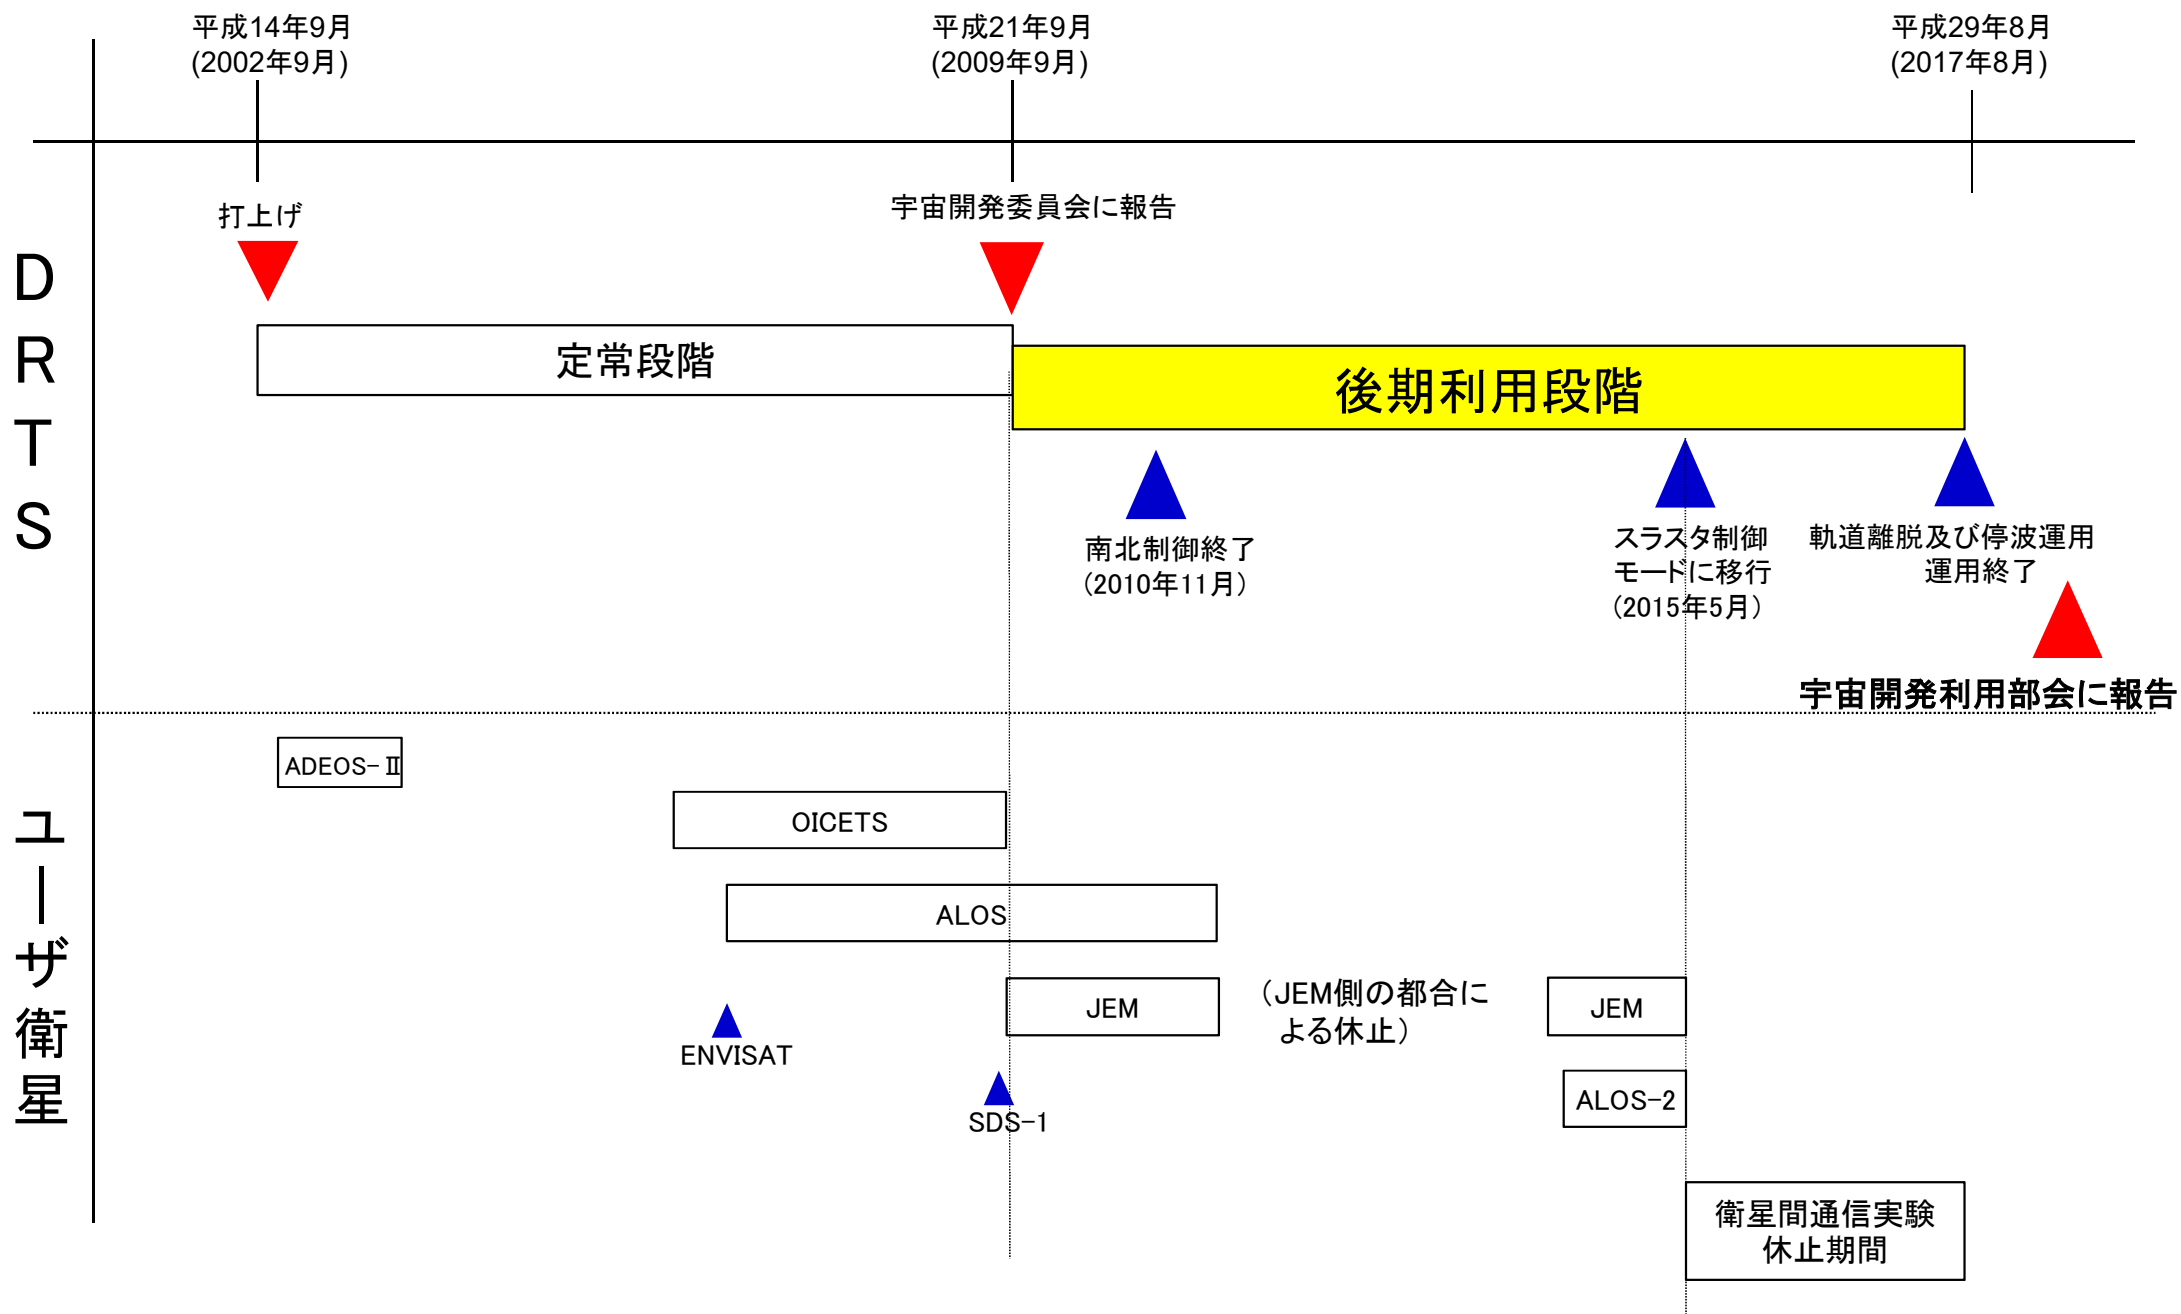 平成14年9月
(2002年9月)
平成21年9月
(2009年9月)
平成29年8月
(2017年8月)
打上げ
宇宙開発委員会に報告
DRTS
定常段階
後期利用段階
南北制御終了
(2010年11月)
スラスタ制御
モードに移行
(2015年5月)
軌道離脱及び停波運用
運用終了
宇宙開発利用部会に報告
ユーザ衛星
ADEOS-Ⅱ
OICETS
ALOS
JEM
(JEM側の都合に
よる休止)
JEM
ENVISAT
ALOS-2
SDS-1
衛星間通信実験
休止期間